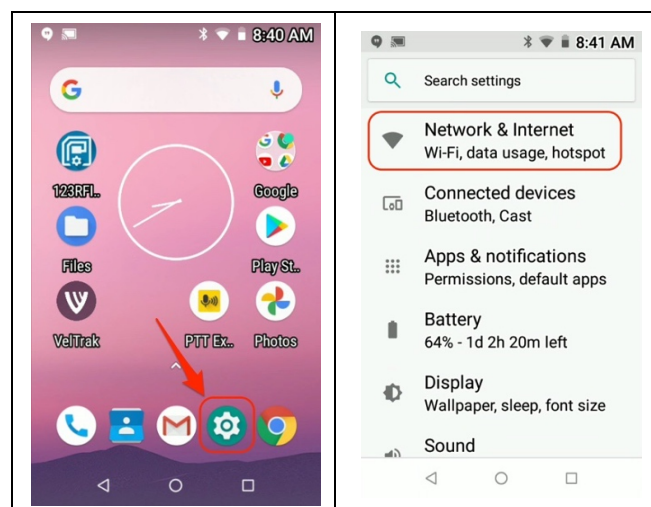 8:40 AM
123RFI..
Google
Files
Play St..
VelTrak
PTT Ex..
Photos
8:41 AM
Search settings
Network & Internet
Wi-Fi, data usage, hotspot
Connected devices
Bluetooth, Cast
Apps & notifications
Permissions, default apps
Battery
64% - 1d 2h 20m left
Display
Wallpaper, sleep, font size
Sound